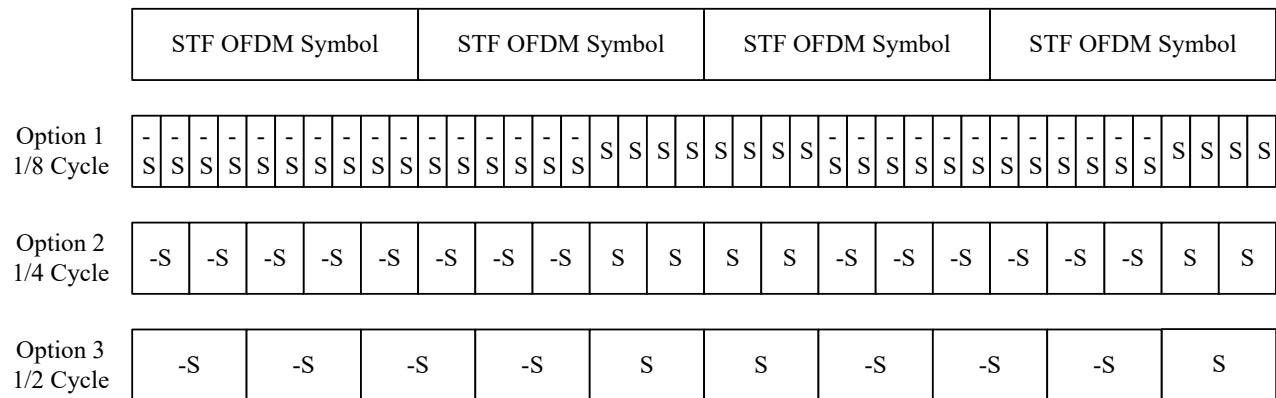 STF OFDM Symbol STF OFDM Symbol STF OFDM Symbol STF OFDM Symbol
Option 1
1/8 Cycle
-S -S -S -S -S -S -S -S -S -S -S -S -S -S -S -S S S S S S S S S -S -S -S -S -S -S -S -S -S -S -S -S S S S S
Option 2
1/4 Cycle
-S -S -S -S -S -S -S -S S S S S -S -S -S -S -S -S S S
Option 3
1/2 Cycle
-S -S -S -S S S -S -S -S S